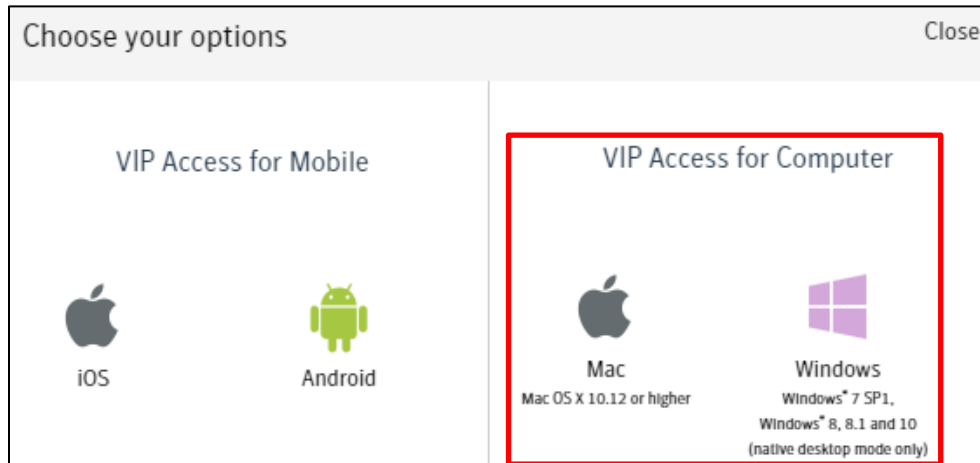 Choose your options
Close
VIP Access for Mobile
iOS
Android
VIP Access for Computer
Mac
Mac OS X 10.12 or higher
Windows
Windows® 7 SP1,
Windows® 8, 8.1 and 10
(native desktop mode only)